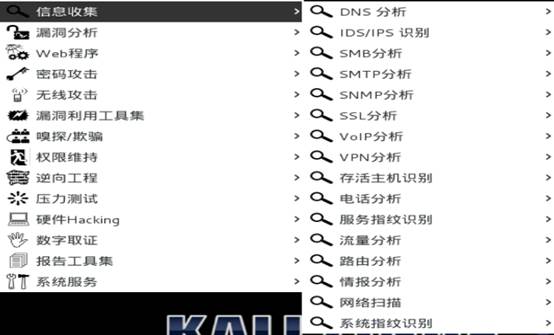 信息收集
漏洞分析
Web程序
密码攻击
无线攻击
漏洞利用工具集
嗅探/欺骗
权限维持
逆向工程
压力测试
硬件Hacking
数字取证
报告工具集
系统服务
DNS 分析
IDS/IPS 识别
SMB分析
SMTP分析
SNMP分析
SSL分析
VoIP分析
VPN分析
存活主机识别
电话分析
服务指纹识别
流量分析
路由分析
情报分析
网络扫描
系统指纹识别